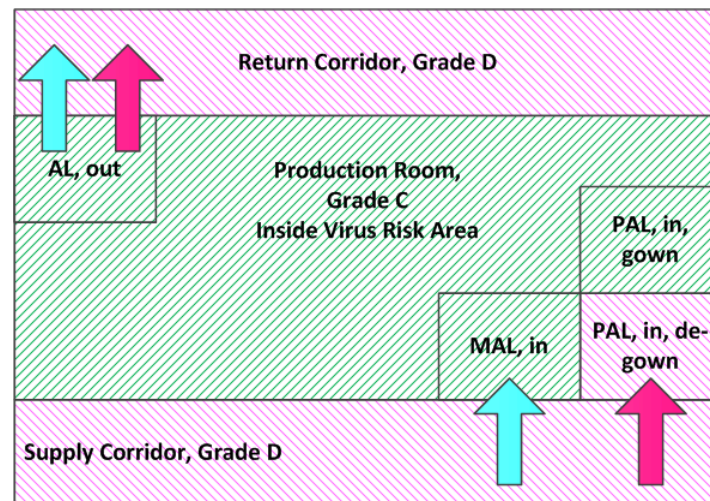 Return Corridor, Grade D
AL, out
Production Room,
Grade C
Inside Virus Risk Area
PAL, in,
gown
MAL, in
PAL, in, de-
gown
Supply Corridor, Grade D